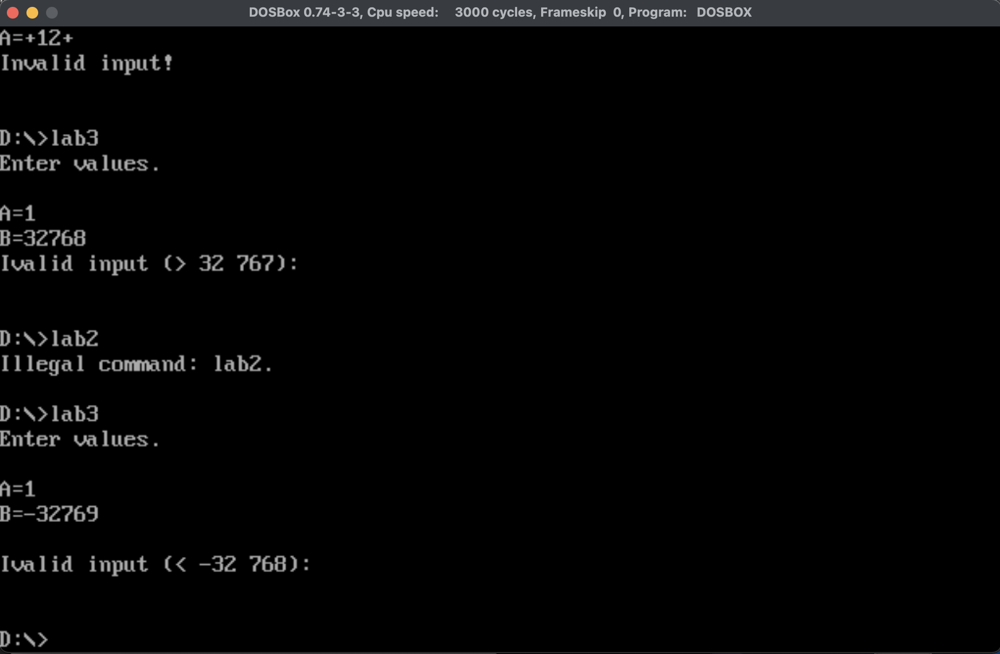 DOSBox 0.74-3-3, Cpu speed: 3000 cycles, Frameskip 0, Program: DOSBOX
A=+12+
Invalid input!
D:\>lab3
Enter values.
A=1
B=32768
Ivalid input (> 32 767):
D:\>lab2
Illegal command: lab2.
D:\>lab3
Enter values.
A=1
B=-32769
Ivalid input (< -32 768):
D:\>